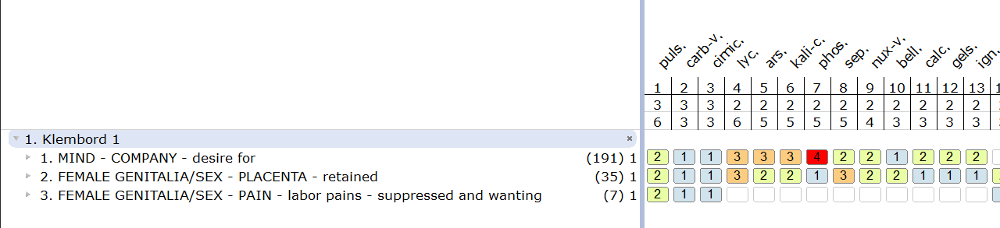 puls. carb-v. cimic. lyc. ars. kali-c. phos. sep. nux-v. bell. calc. gels. ign.
1 2 3 4 5 6 7 8 9 10 11 12 13
3 3 3 2 2 2 2 2 2 2 2 2 2
6 3 3 6 5 5 5 5 4 3 3 3 3
1. Klembord 1
1. MIND - COMPANY - desire for (191) 1 2 1 1 3 3 3 4 2 2 1 2 2 2
2. FEMALE GENITALIA/SEX - PLACENTA - retained (35) 1 2 1 1 3 2 2 1 3 2 2 1 1 1
3. FEMALE GENITALIA/SEX - PAIN - labor pains - suppressed and wanting (7) 1 2 1 1